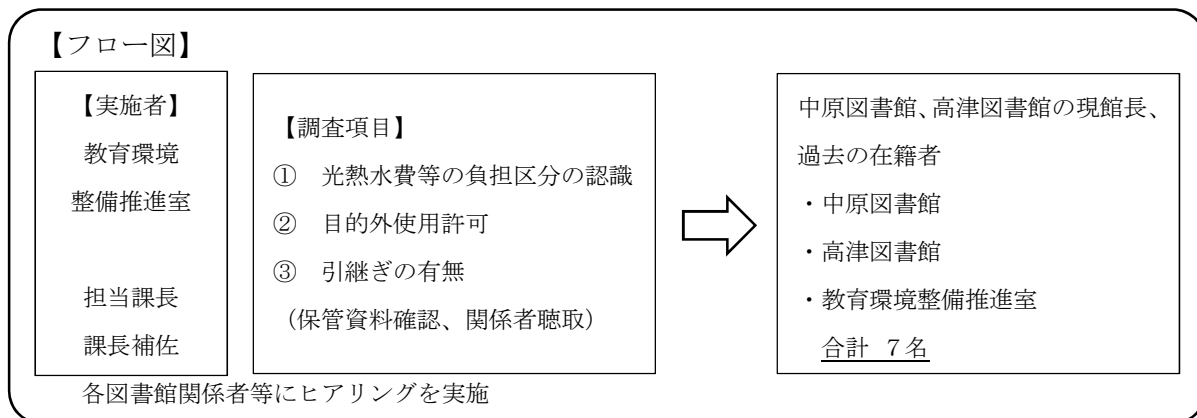 【フロー図】
【実施者】
教育環境
整備推進室
担当課長
課長補佐
【調査項目】
① 光熱水費等の負担区分の認識
② 目的外使用許可
③ 引継ぎの有無
(保管資料確認、関係者聴取)
中原図書館、高津図書館の現館長、
過去の在籍者
・中原図書館
・高津図書館
・教育環境整備推進室
合計 7名
各図書館関係者等にヒアリングを実施